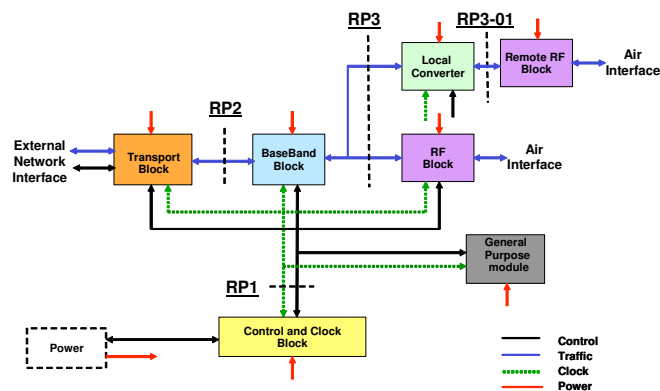 RP3
RP3-01
Local
Converter
Remote RF
Block
Air
Interface
RP2
External
Network
Interface
Transport
Block
BaseBand
Block
RF
Block
Air
Interface
General
Purpose
module
RP1
Control and Clock
Block
Power
Control
Traffic
Clock
Power